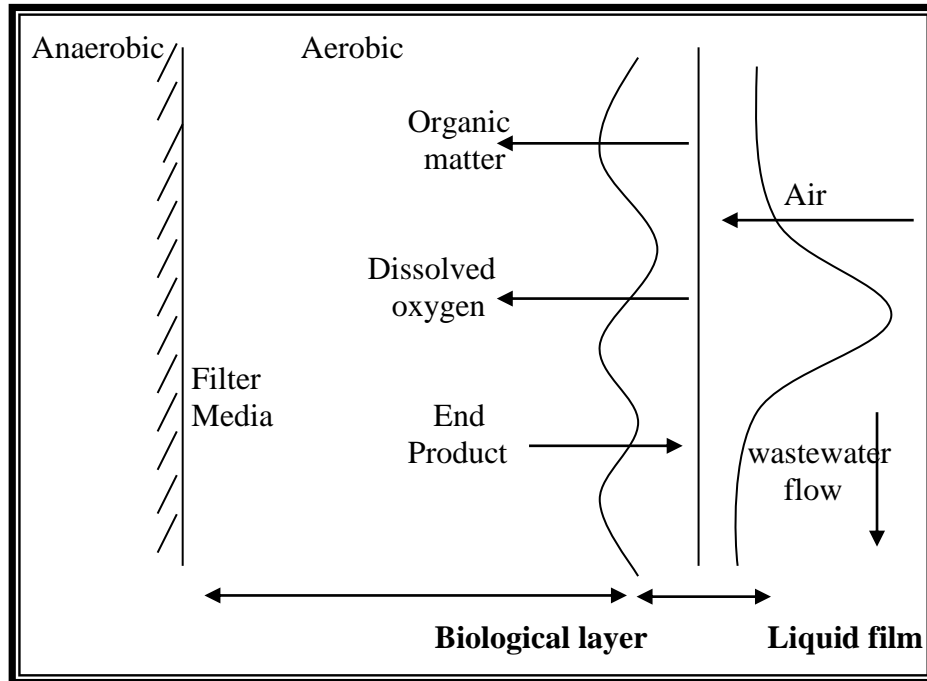 Anaerobic
Aerobic
Organic
matter
Air
Dissolved
oxygen
Filter
Media
End
Product
wastewater
flow
Biological layer
Liquid film